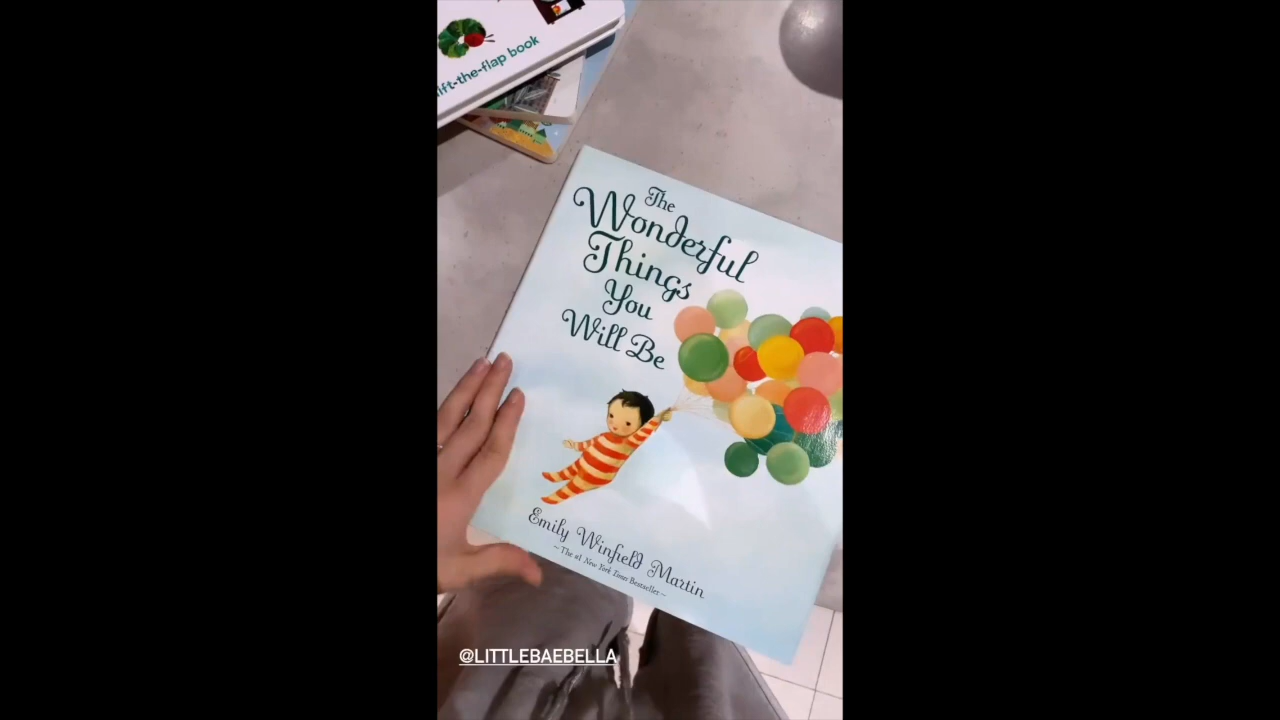 lift-the-flap book
The
Wonderful
Things
You
Will Be
Emily Winfield Martin
~The #1 New York Times Bestseller~
@LITTLEBAEBELLA